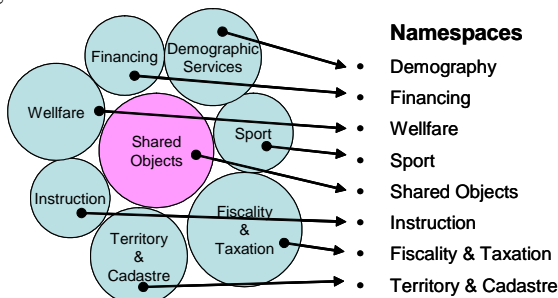 Financing
Demographic
Services
Wellfare
Shared
Objects
Sport
Instruction
Fiscality
&
Taxation
Territory
&
Cadastre
Namespaces
• Demography
• Financing
• Wellfare
• Sport
• Shared Objects
• Instruction
• Fiscality & Taxation
• Territory & Cadastre